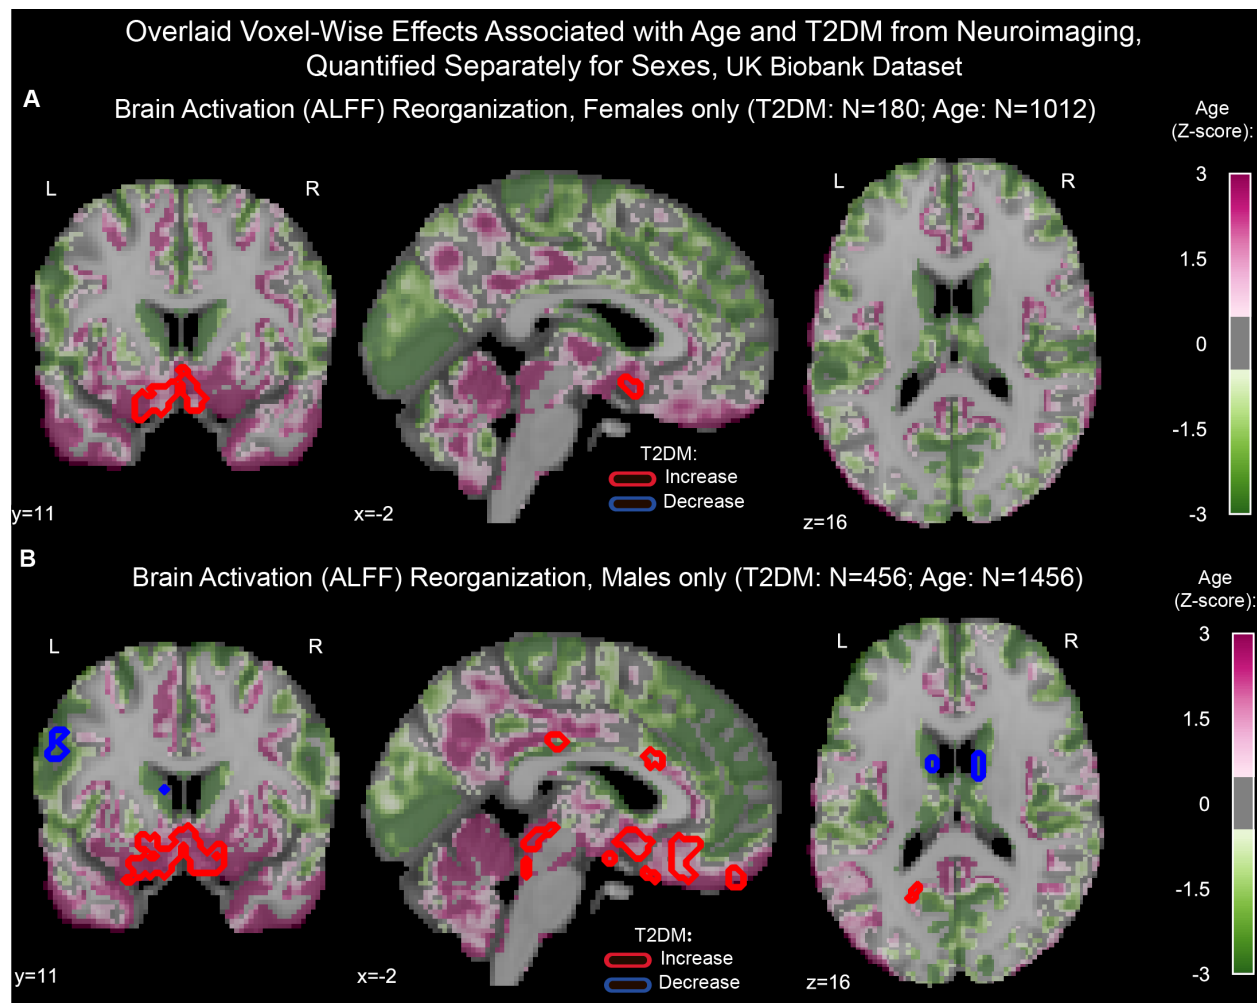 Overlaid Voxel-Wise Effects Associated with Age and T2DM from Neuroimaging,
Quantified Separately for Sexes, UK Biobank Dataset
A
Brain Activation (ALFF) Reorganization, Females only (T2DM: N=180; Age: N=1012)
Age
(Z-score):
L
R
L
R
3
1.5
0
-1.5
-3
T2DM:
Increase
Decrease
y=11
x=-2
z=16
B
Brain Activation (ALFF) Reorganization, Males only (T2DM: N=456; Age: N=1456)
Age
(Z-score):
L
R
L
R
3
1.5
0
-1.5
-3
T2DM:
Increase
Decrease
y=11
x=-2
z=16